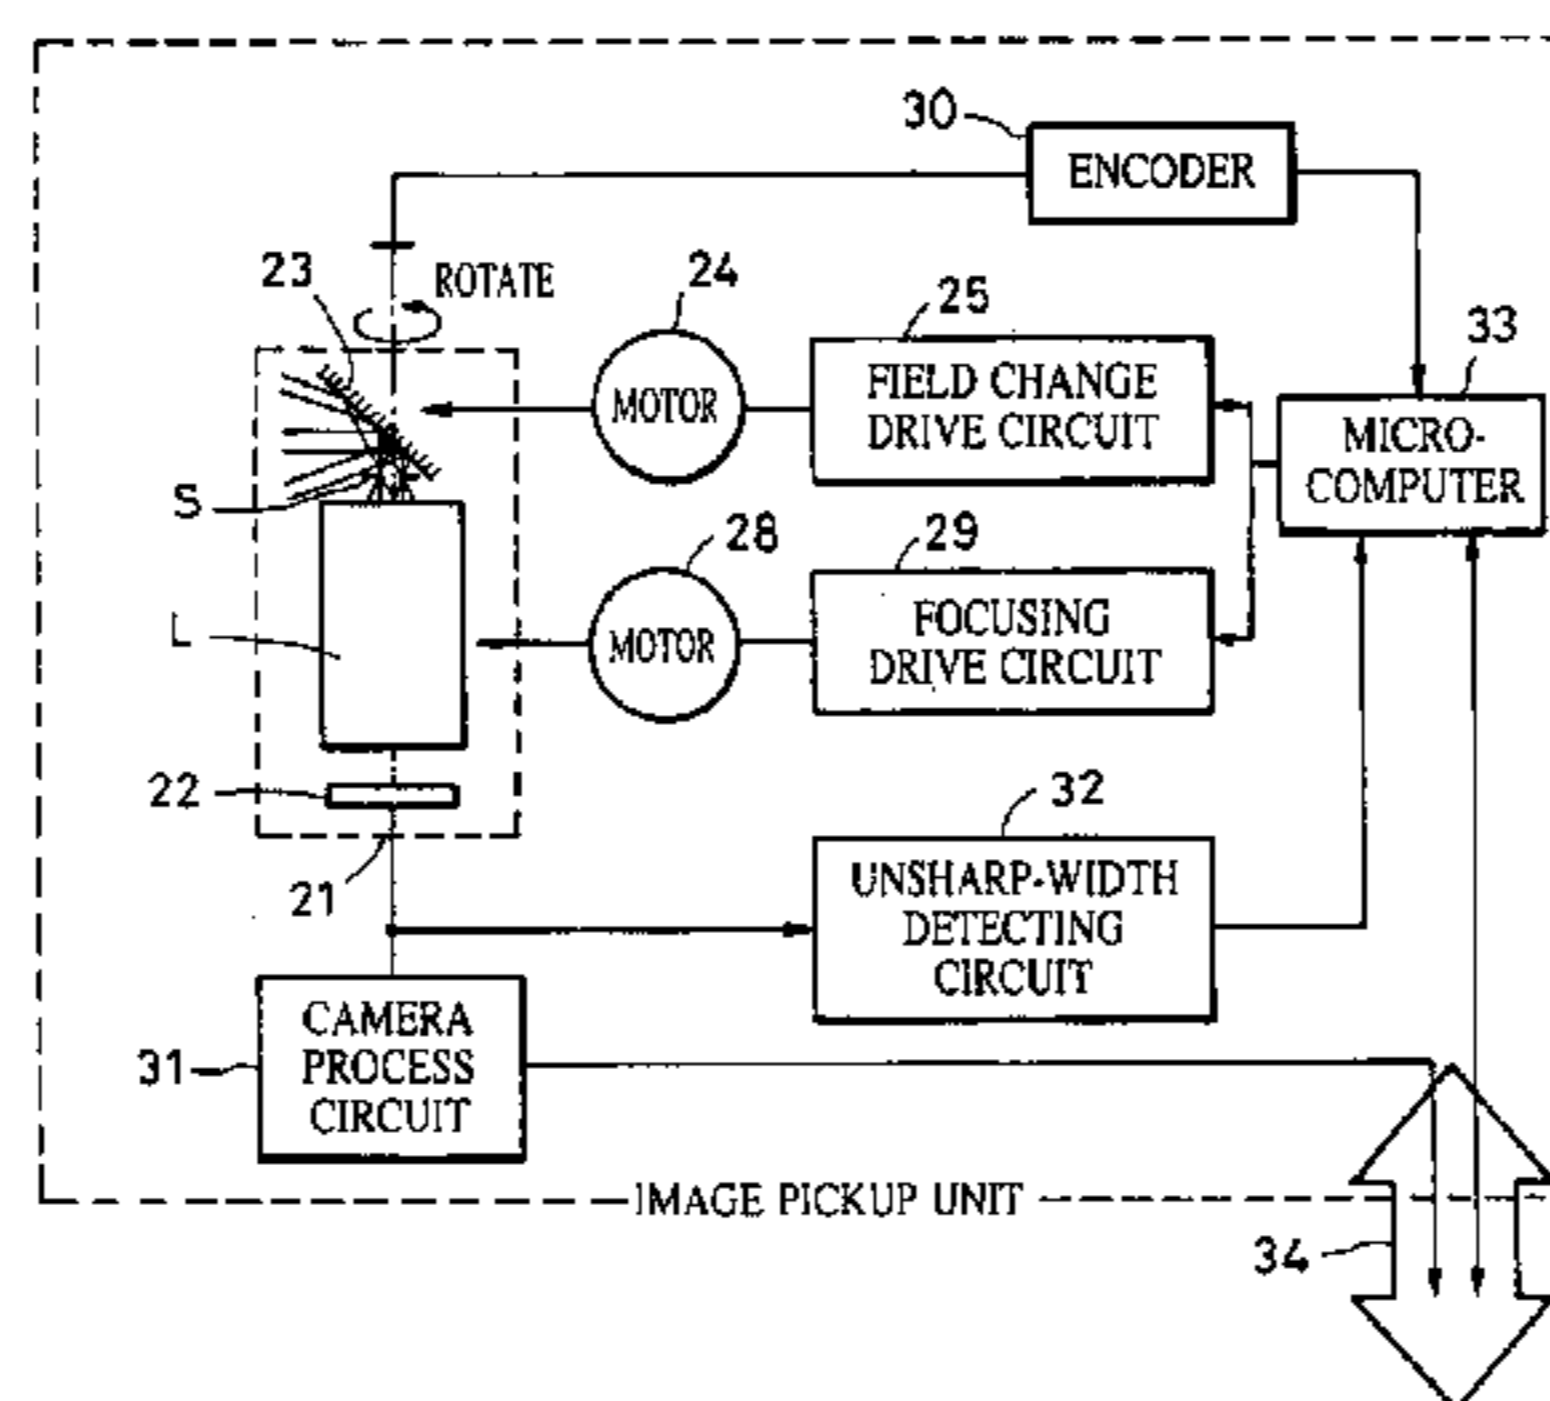 30
ENCODER
23
ROTATE
24
25
33
MOTOR
FIELD CHANGE
DRIVE CIRCUIT
MICRO-
COMPUTER
S
28
29
L
MOTOR
FOCUSING
DRIVE CIRCUIT
22
32
21
UNSHARP-WIDTH
DETECTING
CIRCUIT
31
CAMERA
PROCESS
CIRCUIT
IMAGE PICKUP UNIT
34